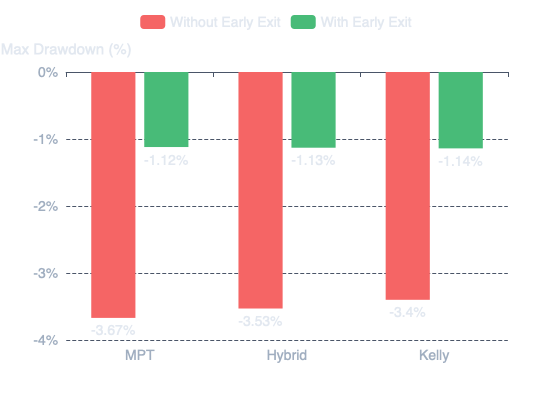 Without Early Exit With Early Exit
Max Drawdown (%)
0%
-1%
-1.12% -1.13% -1.14%
-2%
-3%
-3.67% -3.53% -3.4%
-4%
MPT Hybrid Kelly